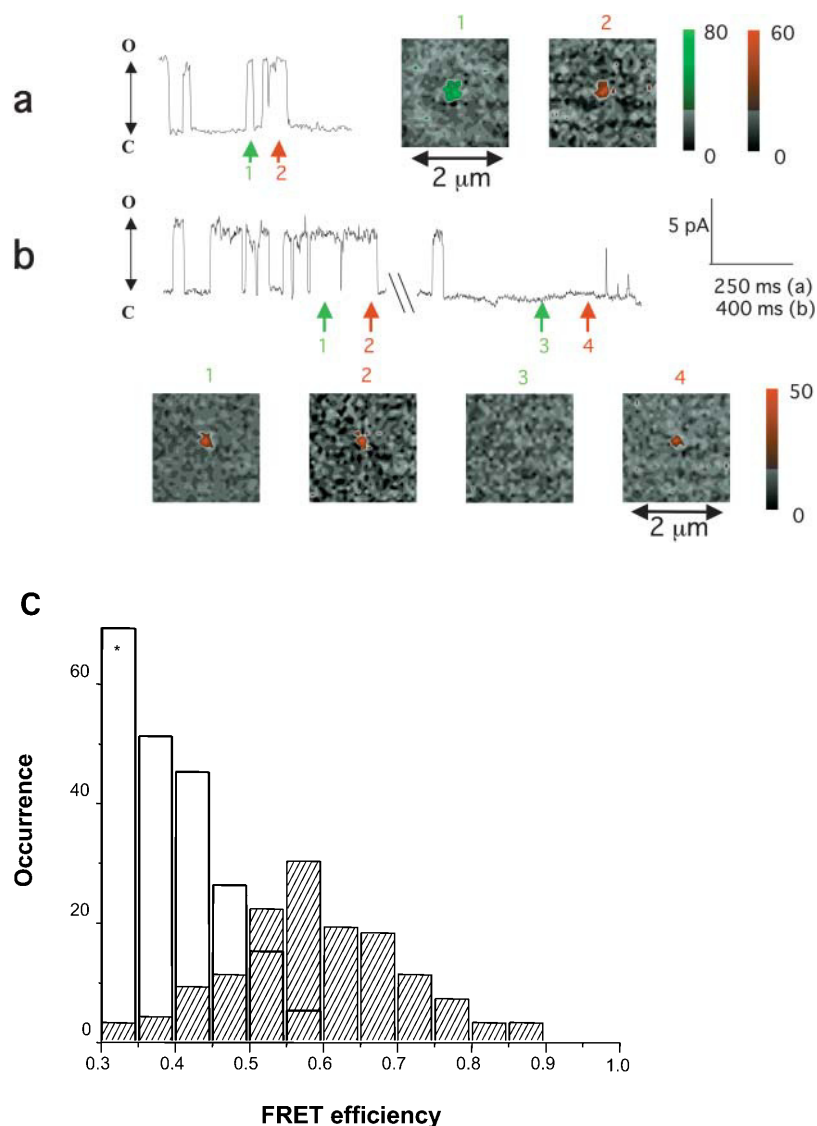 1 2
80 60
O
a
C
1 2
0 0
2 μm
O
b
C
5 pA
250 ms (a)
400 ms (b)
1 2 3 4
1 2 3 4
50
0
2 μm
C
60
40
20
0
*
Occurrence
0.3 0.4 0.5 0.6 0.7 0.8 0.9 1.0
FRET efficiency